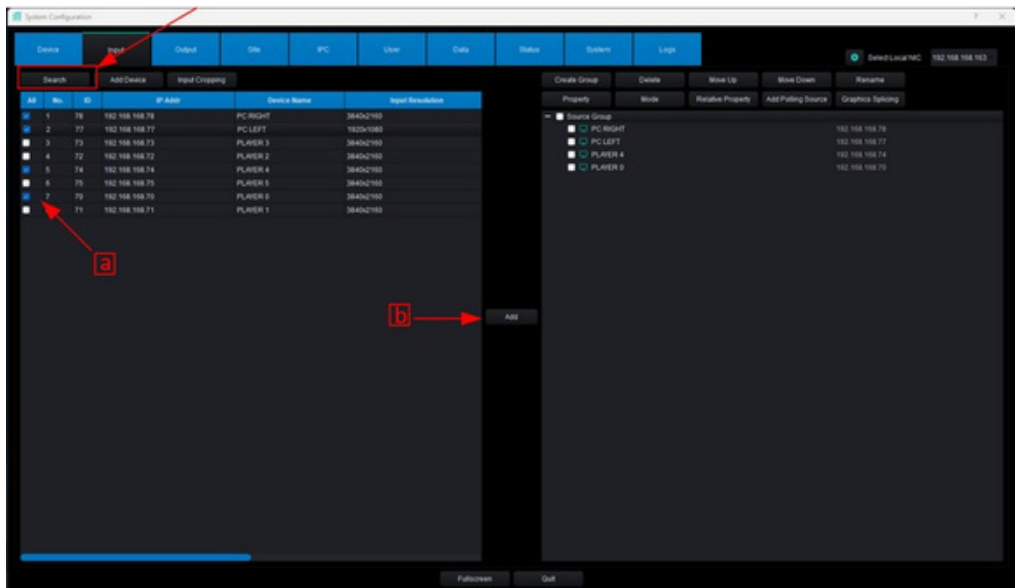 System Configuration ? X
Device Input Output Site IPC User Data Status System Logs
Select Local NIC 192.168.168.163
Search Add Device Input Cropping Create Group Delete Move Up Move Down Rename
All No. ID IP Addr Device Name Input Resolution Property Mode Relative Property Add Polling Source Graphics Splicing
1 78 192.168.168.78 PC RIGHT 3840x2160 Source Group
2 77 192.168.168.77 PC LEFT 1920x1080 PC RIGHT 192.168.168.78
3 73 192.168.168.73 PLAYER 3 3840x2160 PC LEFT 192.168.168.77
4 72 192.168.168.72 PLAYER 2 3840x2160 PLAYER 4 192.168.168.74
5 74 192.168.168.74 PLAYER 4 3840x2160 PLAYER 0 192.168.168.70
6 75 192.168.168.75 PLAYER 5 3840x2160
7 70 192.168.168.70 PLAYER 0 3840x2160
71 192.168.168.71 PLAYER 1 3840x2160
a
b Add
Fullscreen Quit